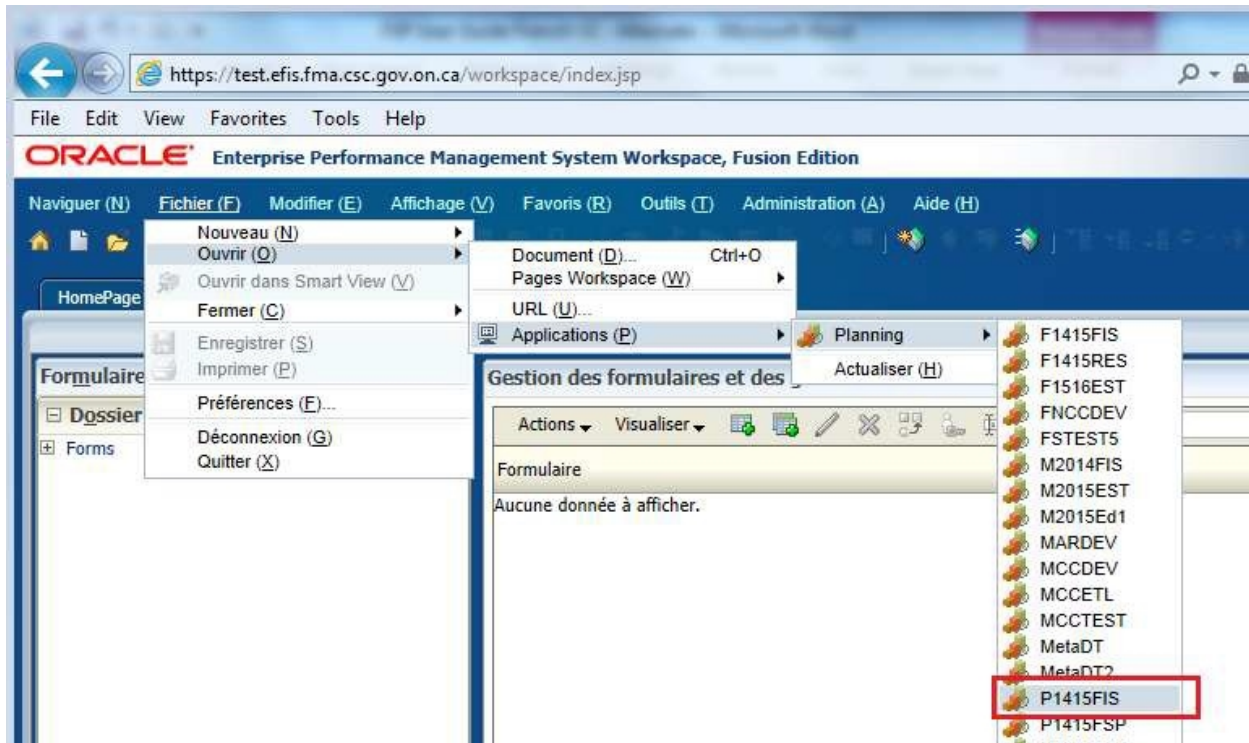 https://test.efis.fma.csc.gov.on.ca/workspace/index.jsp
File Edit View Favorites Tools Help
ORACLE Enterprise Performance Management System Workspace, Fusion Edition
Naviguer (N) Fichier (F) Modifier (E) Affichage (V) Favoris (R) Outils (T) Administration (A) Aide (H)
HomePage
Nouveau (N)
Ouvrir (O)
Ouvrir dans Smart View (V)
Fermer (C)
Enregistrer (S)
Imprimer (P)
Préférences (F)...
Déconnexion (G)
Quitter (X)
Document (D)... Ctrl+O
Pages Workspace (W)
URL (U)...
Applications (P)
Planning
Actualiser (H)
F1415FIS
F1415RES
F1516EST
FNCCDEV
FSTEST5
M2014FIS
M2015EST
M2015Ed1
MARDEV
MCCDEV
MCCETL
MCCTEST
MetaDT
MetaDT2
P1415FIS
P1415FSP
Formulaire
Dossier
Forms
Gestion des formulaires et des
Actions Visualiser
Formulaire
Aucune donnée à afficher.